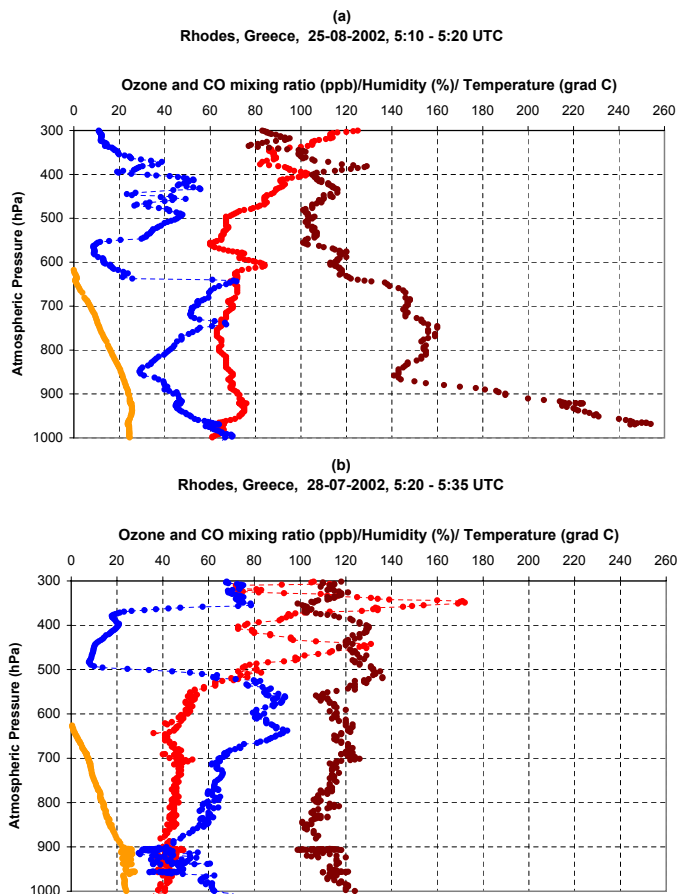 (a)
Rhodes, Greece, 25-08-2002, 5:10 - 5:20 UTC
Ozone and CO mixing ratio (ppb)/Humidity (%)/ Temperature (grad C)
0 20 40 60 80 100 120 140 160 180 200 220 240 260
300
400
500
600
700
800
900
1000
Atmospheric Pressure (hPa)
(b)
Rhodes, Greece, 28-07-2002, 5:20 - 5:35 UTC
Ozone and CO mixing ratio (ppb)/Humidity (%)/ Temperature (grad C)
0 20 40 60 80 100 120 140 160 180 200 220 240 260
300
400
500
600
700
800
900
1000
Atmospheric Pressure (hPa)